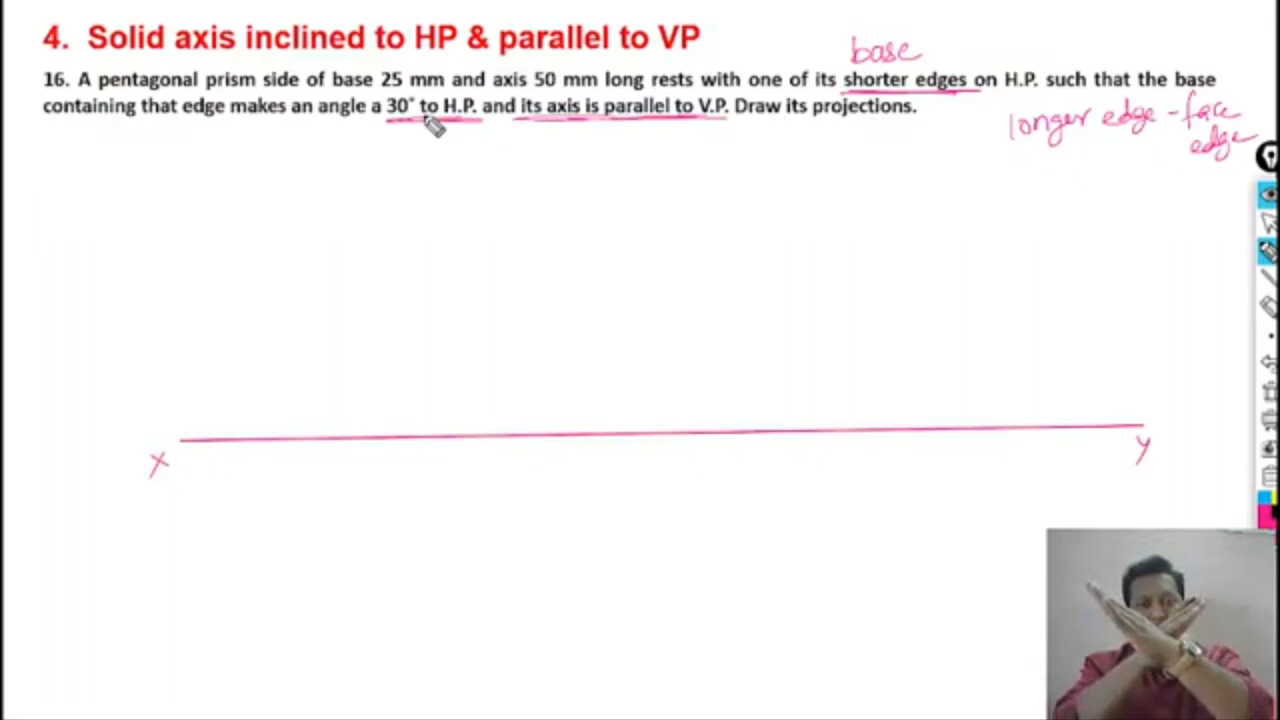 4. Solid axis inclined to HP & parallel to VP
base
16. A pentagonal prism side of base 25 mm and axis 50 mm long rests with one of its shorter edges on H.P. such that the base
containing that edge makes an angle a 30° to H.P. and its axis is parallel to V.P. Draw its projections.
longer edge - face
edge
X
Y